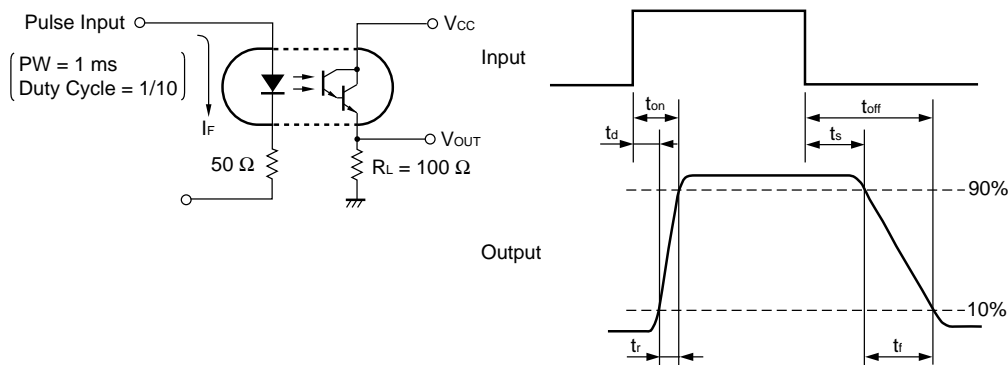 Pulse Input
PW = 1 ms
Duty Cycle = 1/10
IF
50 Ω
VCC
VOUT
RL = 100 Ω
Input
ton
toff
td
ts
90%
Output
10%
tr
tf